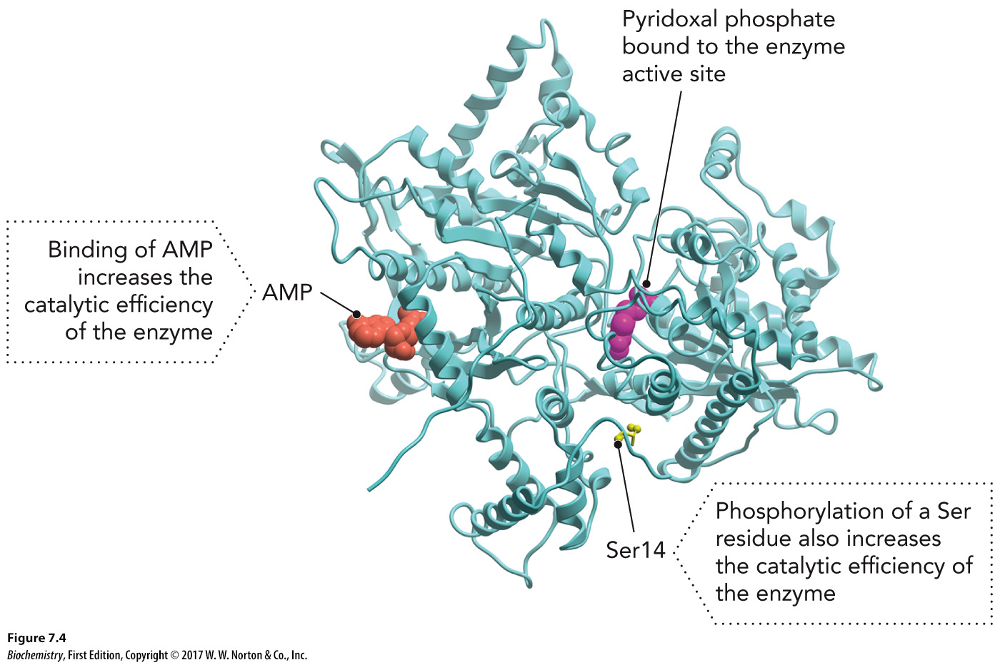 Pyridoxal phosphate
bound to the enzyme
active site
Binding of AMP
increases the
catalytic efficiency
of the enzyme
AMP
Ser14
Phosphorylation of a Ser
residue also increases
the catalytic efficiency of
the enzyme
Figure 7.4
Biochemistry, First Edition, Copyright © 2017 W. W. Norton & Co., Inc.